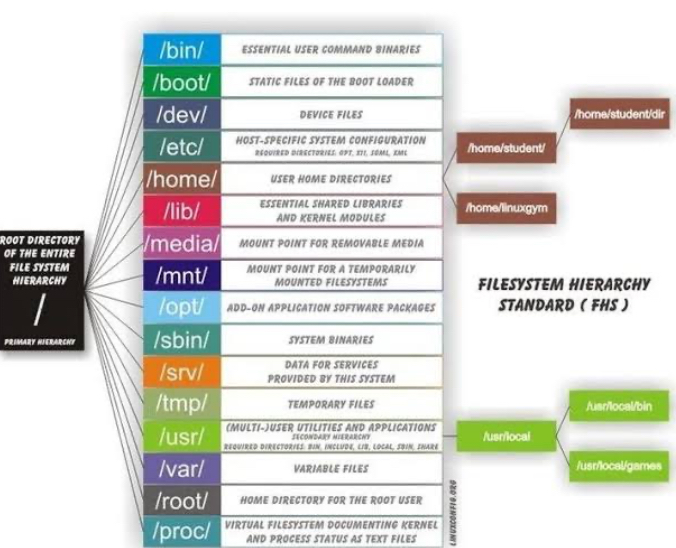 /bin/ ESSENTIAL USER COMMAND BINARIES
/boot/ STATIC FILES OF THE BOOT LOADER
/dev/ DEVICE FILES
/etc/ HOST-SPECIFIC SYSTEM CONFIGURATION
REQUIRED DIRECTORIES: OPT, X11, SGML, XML
/home/ USER HOME DIRECTORIES
/lib/ ESSENTIAL SHARED LIBRARIES
AND KERNEL MODULES
/media/ MOUNT POINT FOR REMOVABLE MEDIA
/mnt/ MOUNT POINT FOR A TEMPORARILY
MOUNTED FILESYSTEMS
/opt/ ADD-ON APPLICATION SOFTWARE PACKAGES
/sbin/ SYSTEM BINARIES
/srv/ DATA FOR SERVICES
PROVIDED BY THIS SYSTEM
/tmp/ TEMPORARY FILES
/usr/ (MULTI-)USER UTILITIES AND APPLICATIONS
SECONDARY HIERARCHY
REQUIRED DIRECTORIES: BIN, INCLUDE, LIB, LOCAL, SBIN, SHARE
/var/ VARIABLE FILES
/root/ HOME DIRECTORY FOR THE ROOT USER
/proc/ VIRTUAL FILESYSTEM DOCUMENTING KERNEL
AND PROCESS STATUS AS TEXT FILES
ROOT DIRECTORY
OF THE ENTIRE
FILE SYSTEM
HIERARCHY
/
PRIMARY HIERARCHY
/home/student/
/home/student/dir
/home/linuxgym
FILESYSTEM HIERARCHY
STANDARD ( FHS )
/usr/local
/usr/local/bin
/usr/local/games
LINUXCONFIG.ORG